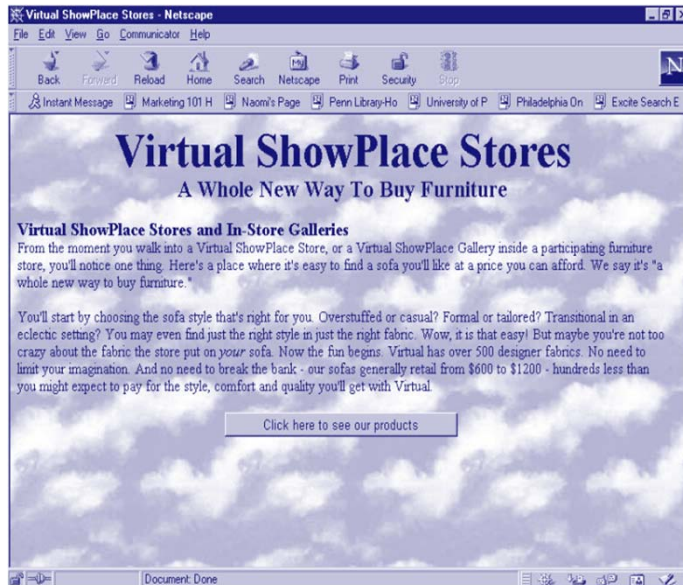 Virtual ShowPlace Stores - Netscape
File Edit View Go Communicator Help
Back Forward Reload Home Search Netscape Print Security Stop
Instant Message Marketing 101 H Naomi's Page Penn Library-Ho University of P Philadelphia On Excite Search E
Virtual ShowPlace Stores
A Whole New Way To Buy Furniture
Virtual ShowPlace Stores and In-Store Galleries
From the moment you walk into a Virtual ShowPlace Store, or a Virtual ShowPlace Gallery inside a participating furniture
store, you'll notice one thing. Here's a place where it's easy to find a sofa you'll like at a price you can afford. We say it's "a
whole new way to buy furniture."
You'll start by choosing the sofa style that's right for you. Overstuffed or casual? Formal or tailored? Transitional in an
eclectic setting? You may even find just the right style in just the right fabric. Wow, it is that easy! But maybe you're not too
crazy about the fabric the store put on your sofa. Now the fun begins. Virtual has over 500 designer fabrics. No need to
limit your imagination. And no need to break the bank - our sofas generally retail from $600 to $1200 - hundreds less than
you might expect to pay for the style, comfort and quality you'll get with Virtual.
Click here to see our products
Document: Done